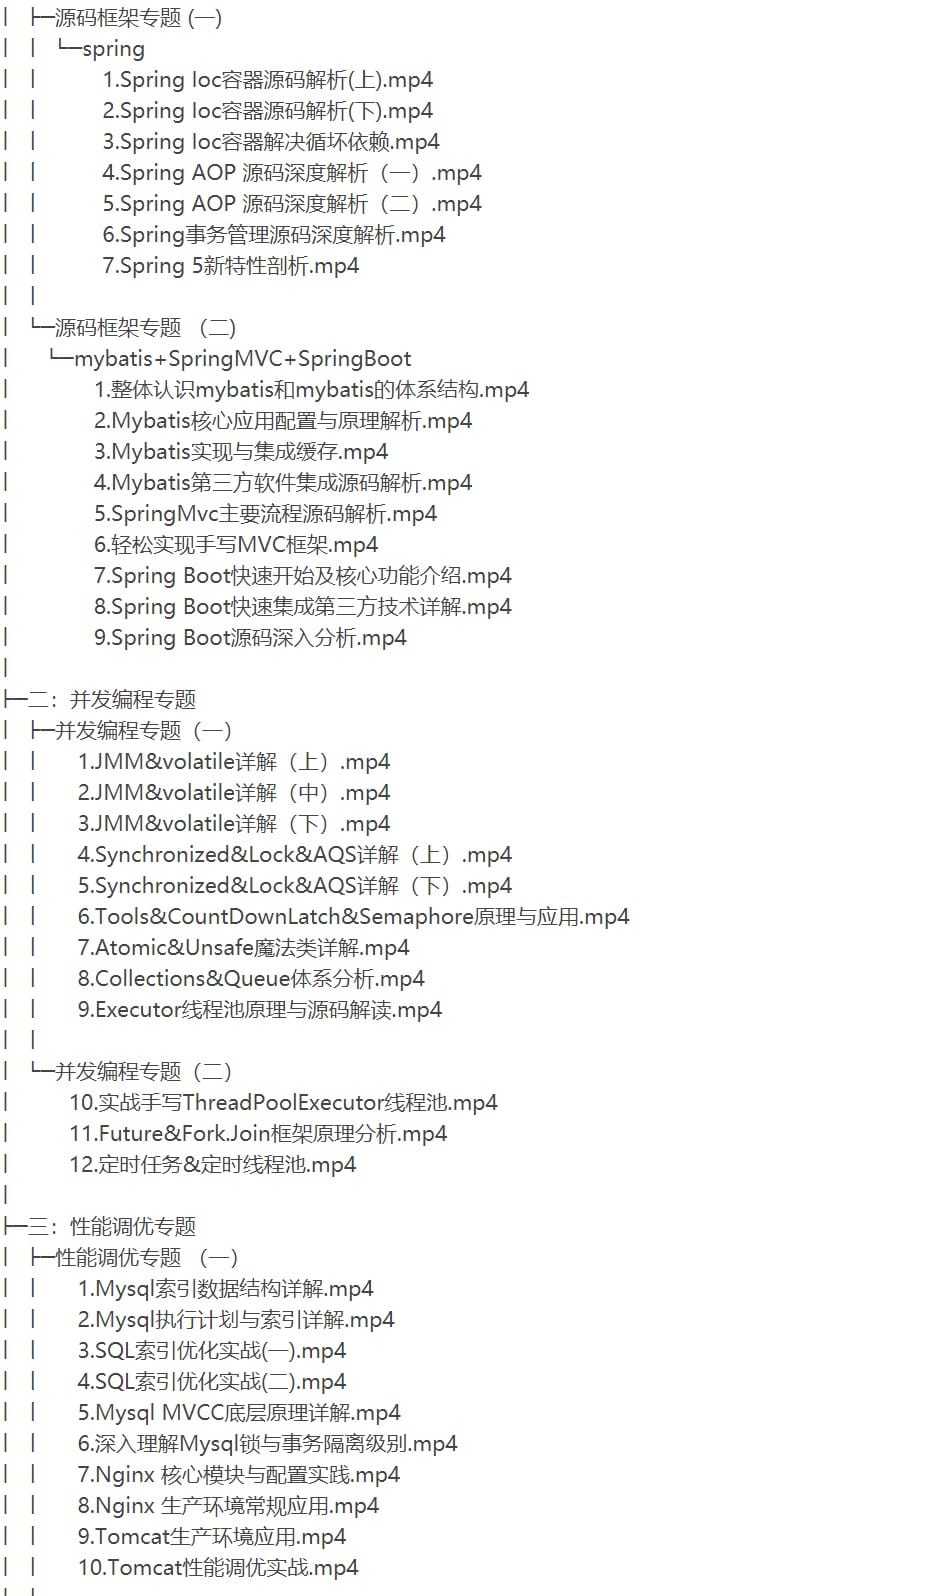 │ ├─源码框架专题 (一)
│ │ └─spring
│ │ 1.Spring Ioc容器源码解析(上).mp4
│ │ 2.Spring Ioc容器源码解析(下).mp4
│ │ 3.Spring Ioc容器解决循坏依赖.mp4
│ │ 4.Spring AOP 源码深度解析（一）.mp4
│ │ 5.Spring AOP 源码深度解析（二）.mp4
│ │ 6.Spring事务管理源码深度解析.mp4
│ │ 7.Spring 5新特性剖析.mp4
│ │
│ └─源码框架专题 （二)
│ └─mybatis+SpringMVC+SpringBoot
│ 1.整体认识mybatis和mybatis的体系结构.mp4
│ 2.Mybatis核心应用配置与原理解析.mp4
│ 3.Mybatis实现与集成缓存.mp4
│ 4.Mybatis第三方软件集成源码解析.mp4
│ 5.SpringMvc主要流程源码解析.mp4
│ 6.轻松实现手写MVC框架.mp4
│ 7.Spring Boot快速开始及核心功能介绍.mp4
│ 8.Spring Boot快速集成第三方技术详解.mp4
│ 9.Spring Boot源码深入分析.mp4
│
├─二：并发编程专题
│ ├─并发编程专题（一）
│ │ 1.JMM&volatile详解（上）.mp4
│ │ 2.JMM&volatile详解（中）.mp4
│ │ 3.JMM&volatile详解（下）.mp4
│ │ 4.Synchronized&Lock&AQS详解（上）.mp4
│ │ 5.Synchronized&Lock&AQS详解（下）.mp4
│ │ 6.Tools&CountDownLatch&Semaphore原理与应用.mp4
│ │ 7.Atomic&Unsafe魔法类详解.mp4
│ │ 8.Collections&Queue体系分析.mp4
│ │ 9.Executor线程池原理与源码解读.mp4
│ │
│ └─并发编程专题（二）
│ 10.实战手写ThreadPoolExecutor线程池.mp4
│ 11.Future&Fork.Join框架原理分析.mp4
│ 12.定时任务&定时线程池.mp4
│
├─三：性能调优专题
│ ├─性能调优专题 （一）
│ │ 1.Mysql索引数据结构详解.mp4
│ │ 2.Mysql执行计划与索引详解.mp4
│ │ 3.SQL索引优化实战(一).mp4
│ │ 4.SQL索引优化实战(二).mp4
│ │ 5.Mysql MVCC底层原理详解.mp4
│ │ 6.深入理解Mysql锁与事务隔离级别.mp4
│ │ 7.Nginx 核心模块与配置实践.mp4
│ │ 8.Nginx 生产环境常规应用.mp4
│ │ 9.Tomcat生产环境应用.mp4
│ │ 10.Tomcat性能调优实战.mp4